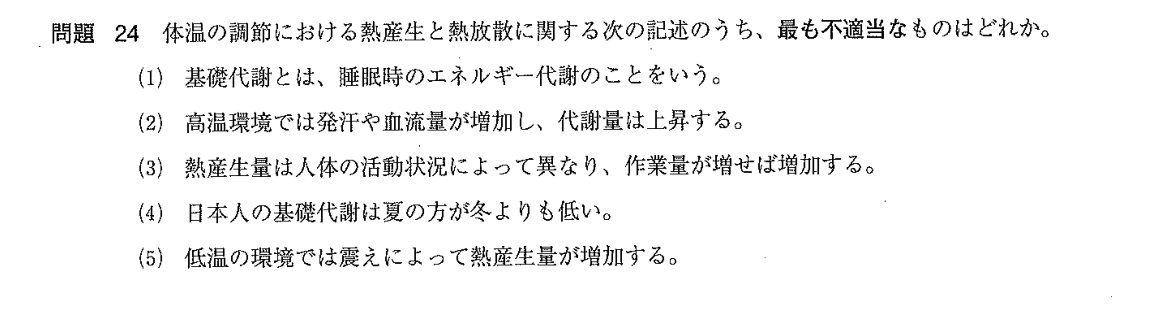 問題 24 体温の調節における熱産生と熱放散に関する次の記述のうち、最も不適当なものはどれか。
(1) 基礎代謝とは、睡眠時のエネルギー代謝のことをいう。
(2) 高温環境では発汗や血流量が増加し、代謝量は上昇する。
(3) 熱産生量は人体の活動状況によって異なり、作業量が増せば増加する。
(4) 日本人の基礎代謝は夏の方が冬よりも低い。
(5) 低温の環境では震えによって熱産生量が増加する。